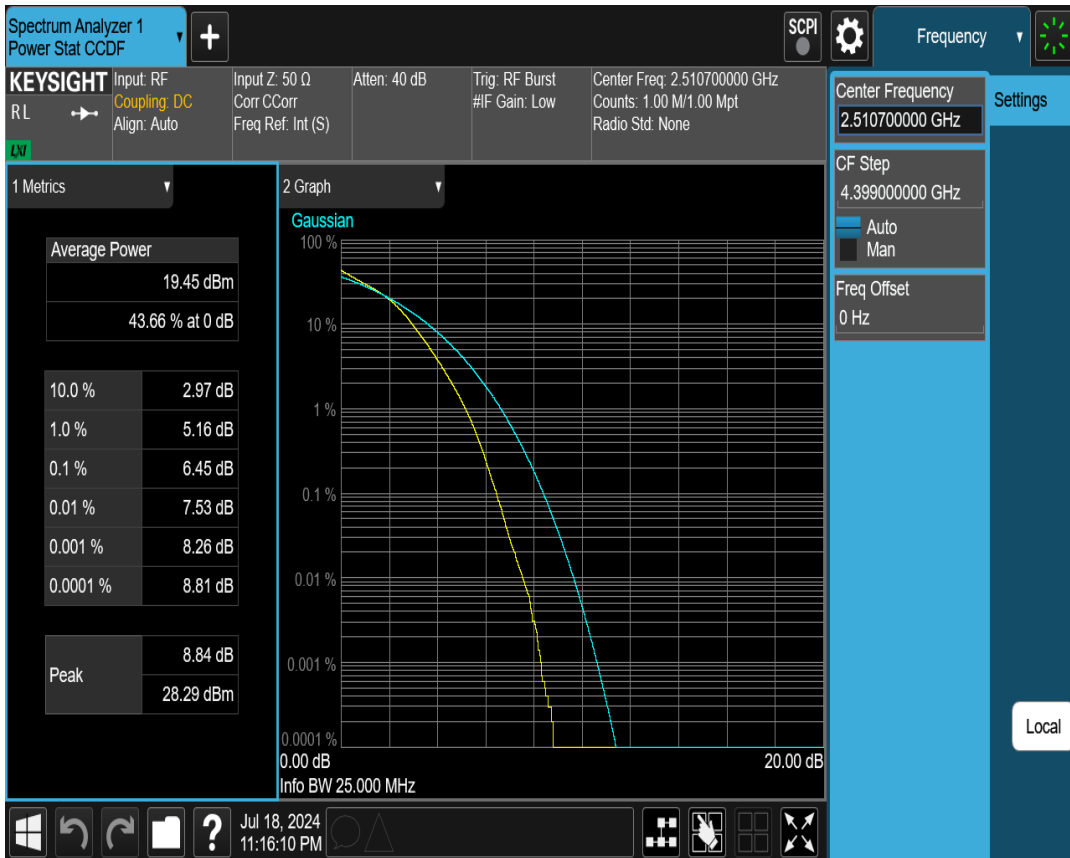 Spectrum Analyzer 1
Power Stat CCDF
+
SCPI
Frequency
KEYSIGHT
RL
LXI
Input: RF
Coupling: DC
Align: Auto
Input Z: 50 Ω
Corr CCorr
Freq Ref: Int (S)
Atten: 40 dB
Trig: RF Burst
#IF Gain: Low
Center Freq: 2.510700000 GHz
Counts: 1.00 M/1.00 Mpt
Radio Std: None
Center Frequency
2.510700000 GHz
Settings
CF Step
4.399000000 GHz
Auto
Man
Freq Offset
0 Hz
1 Metrics
Average Power
19.45 dBm
43.66 % at 0 dB
10.0 % 2.97 dB
1.0 % 5.16 dB
0.1 % 6.45 dB
0.01 % 7.53 dB
0.001 % 8.26 dB
0.0001 % 8.81 dB
Peak
8.84 dB
28.29 dBm
2 Graph
Gaussian
100 %
10 %
1 %
0.1 %
0.01 %
0.001 %
0.0001 %
0.00 dB 20.00 dB
Info BW 25.000 MHz
Local
?
Jul 18, 2024
11:16:10 PM